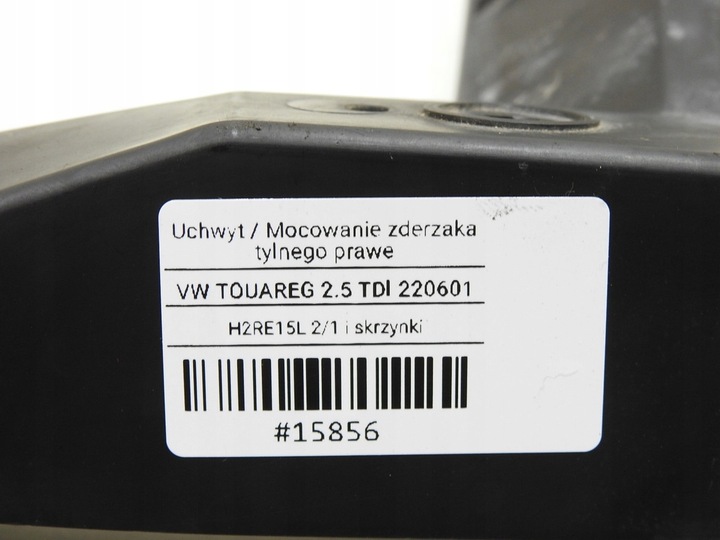 Uchwyt / Mocowanie zderzaka
tylnego prawe
VW TOUAREG 2.5 TDI 220601
H2RE15L 2/1 i skrzynki
#15856